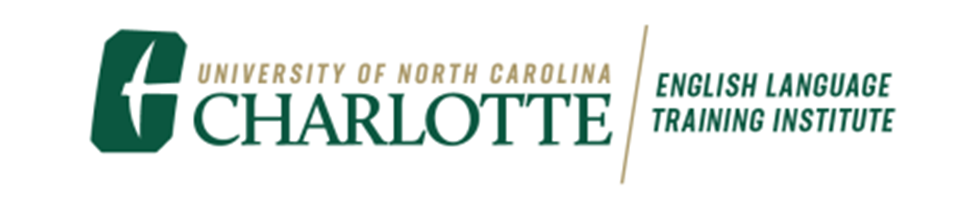 UNIVERSITY OF NORTH CAROLINA
CHARLOTTE
ENGLISH LANGUAGE
TRAINING INSTITUTE